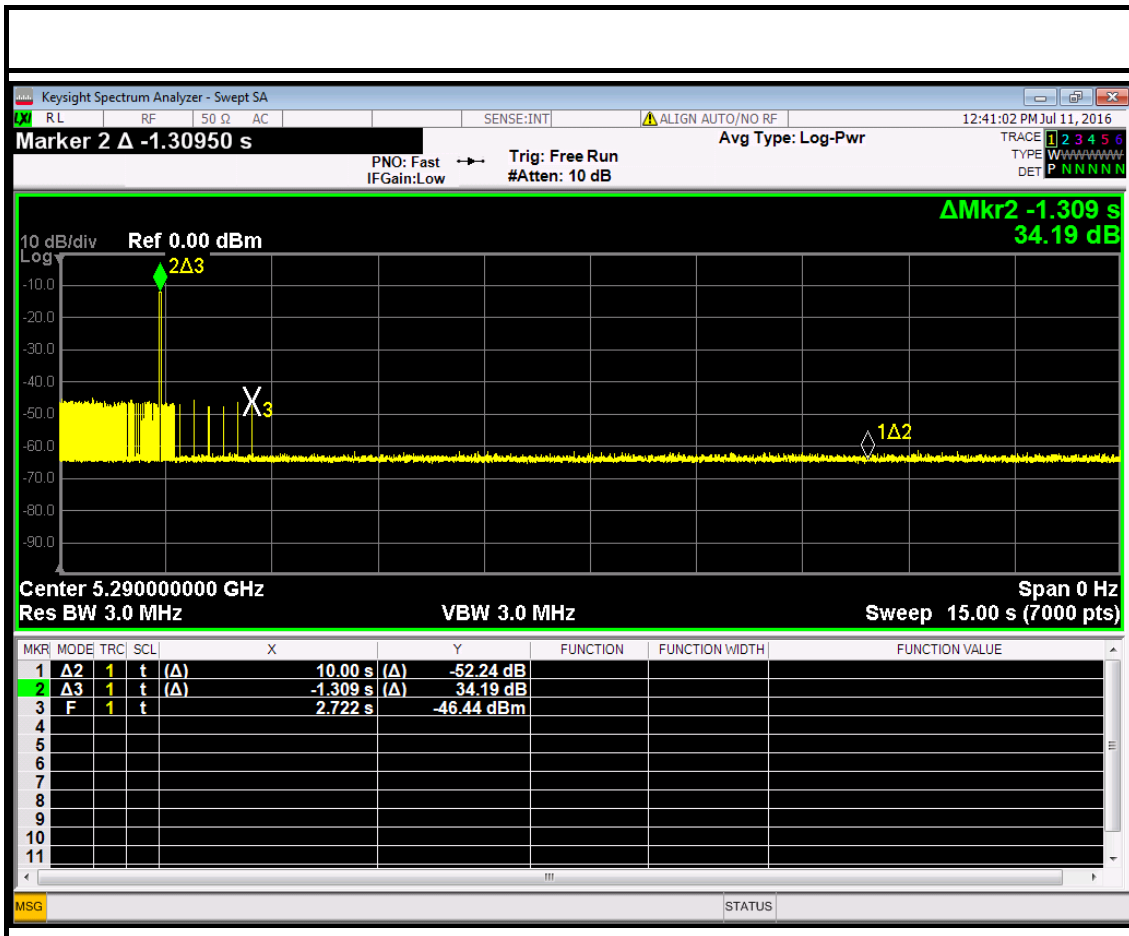 Keysight Spectrum Analyzer - Swept SA
LXI RL RF 50 Ω AC SENSE:INT ALIGN AUTO/NO RF 12:41:02 PM Jul 11, 2016
Marker 2 Δ -1.30950 s
PNO: Fast
IFGain:Low
Trig: Free Run
#Atten: 10 dB
Avg Type: Log-Pwr
TRACE 1 2 3 4 5 6
TYPE WWWWWW
DET P N N N N N
ΔMkr2 -1.309 s
34.19 dB
10 dB/div Ref 0.00 dBm
Log
2Δ3
-10.0
-20.0
-30.0
-40.0
X3
-50.0
1Δ2
-60.0
-70.0
-80.0
-90.0
Center 5.290000000 GHz Span 0 Hz
Res BW 3.0 MHz VBW 3.0 MHz Sweep 15.00 s (7000 pts)
MKR MODE TRC SCL X Y FUNCTION FUNCTION WIDTH FUNCTION VALUE
1 Δ2 1 t (Δ) 10.00 s (Δ) -52.24 dB
2 Δ3 1 t (Δ) -1.309 s (Δ) 34.19 dB
3 F 1 t 2.722 s -46.44 dBm
4
5
6
7
8
9
10
11
MSG STATUS